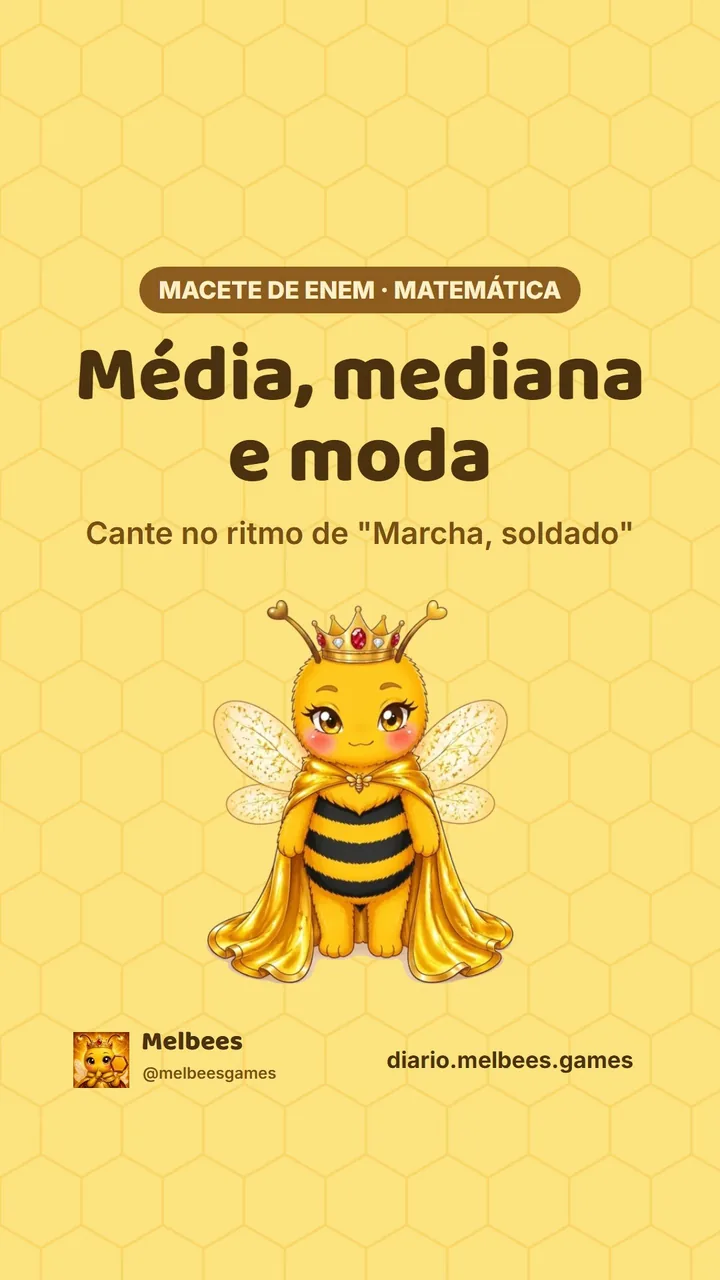 MACETE DE ENEM · MATEMÁTICA
Média, mediana
e moda
Cante no ritmo de "Marcha, soldado"
Melbees
@melbeesgames
diario.melbees.games